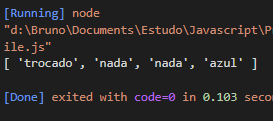 [Running] node
"d:\Bruno\Documents\Estudo\Javascript\P
ile.js"
[ 'trocado', 'nada', 'nada', 'azul' ]
[Done] exited with code=0 in 0.103 seco